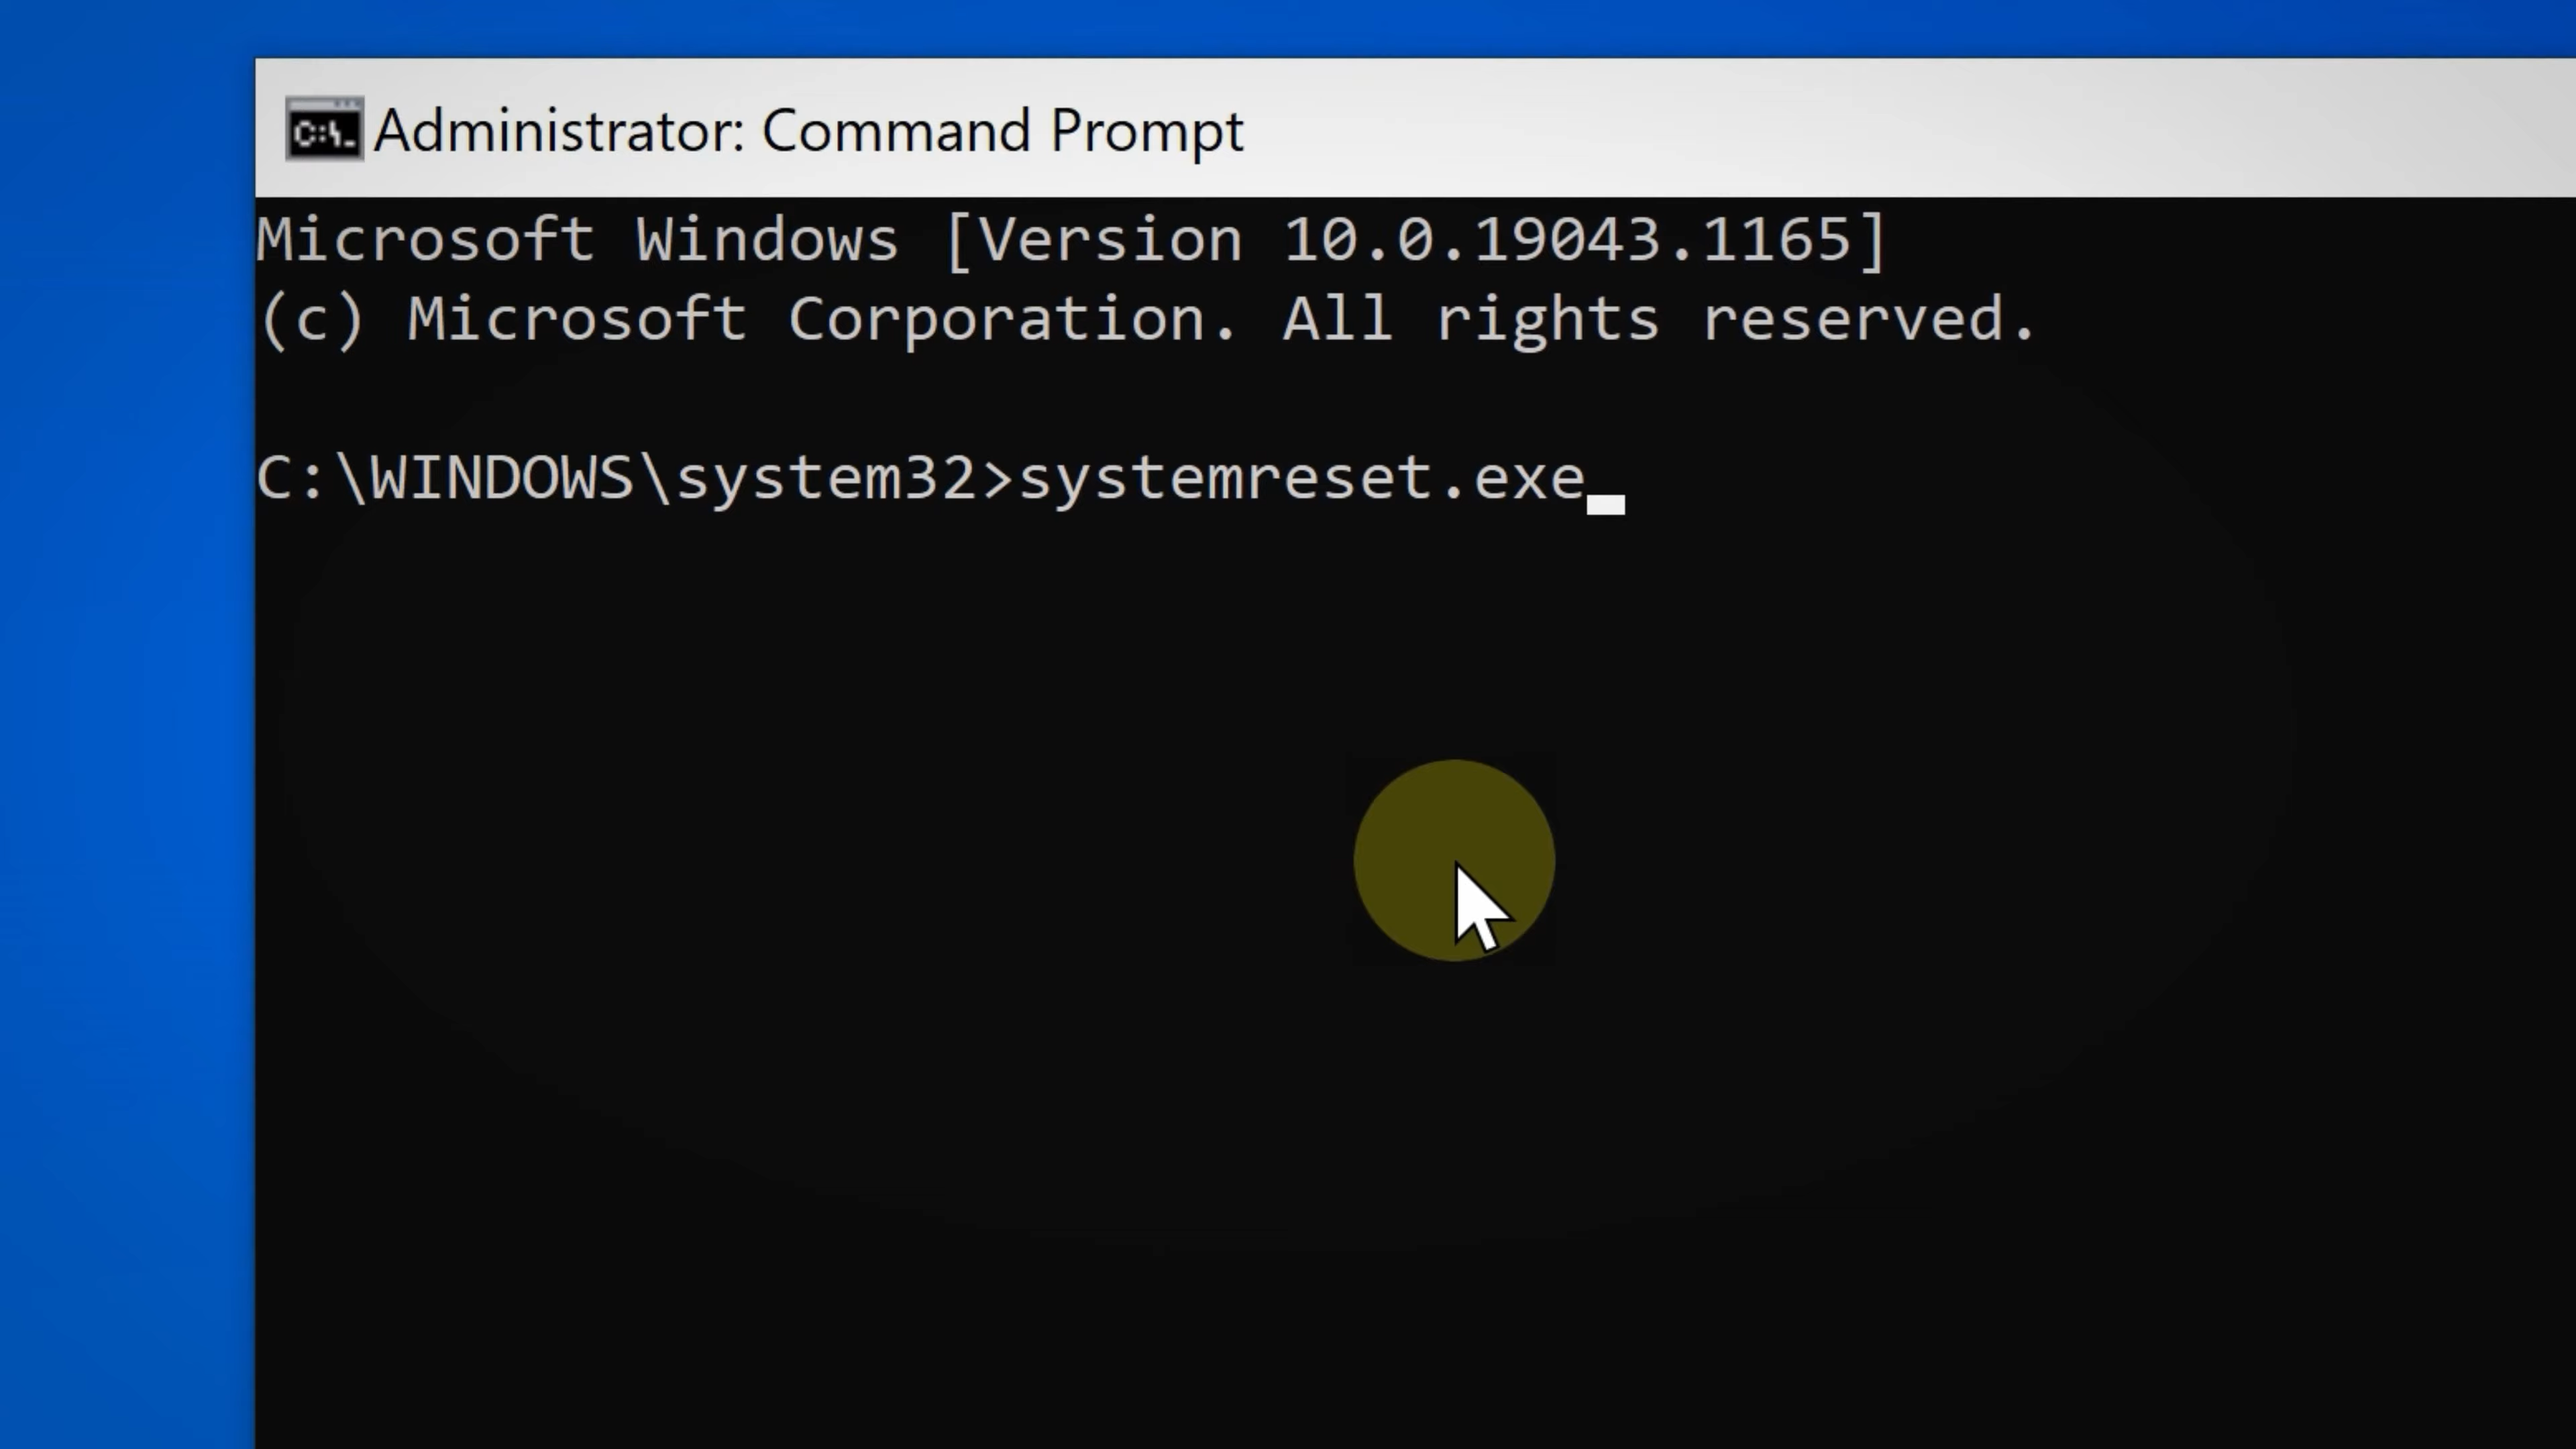 C:\.
Administrator: Command Prompt
Microsoft Windows [Version 10.0.19043.1165]
(c) Microsoft Corporation. All rights reserved.
C:\WINDOWS\system32>systemreset.exe